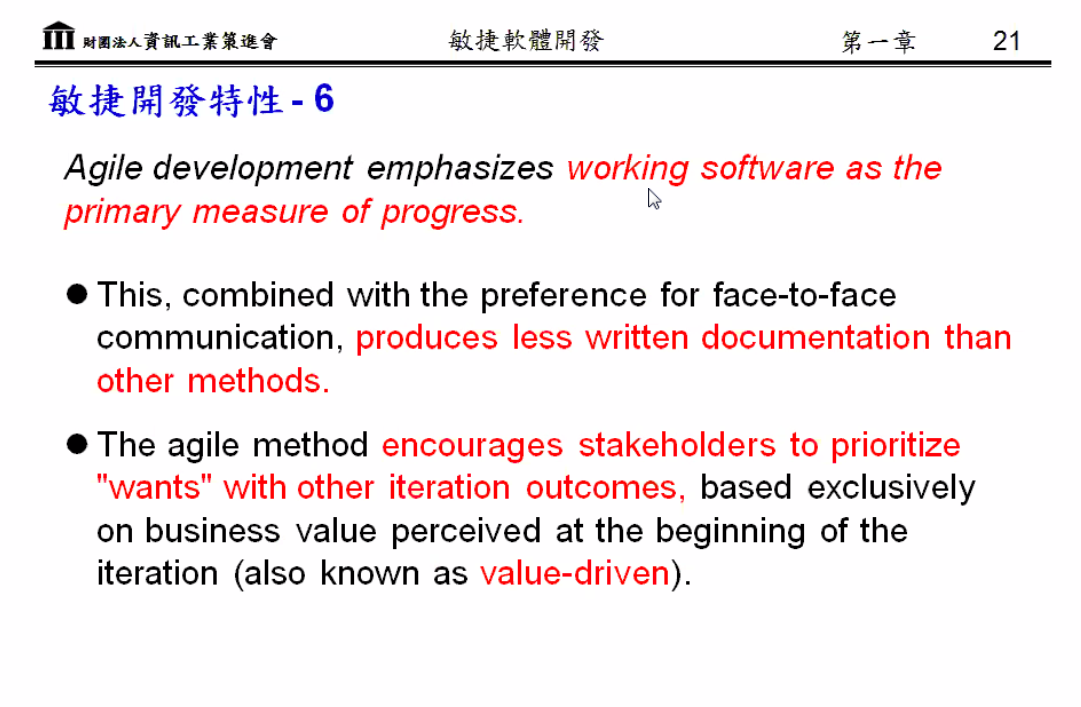 財團法人資訊工業策進會 敏捷軟體開發 第一章 21
敏捷開發特性 - 6
Agile development emphasizes working software as the
primary measure of progress.
● This, combined with the preference for face-to-face
communication, produces less written documentation than
other methods.
● The agile method encourages stakeholders to prioritize
"wants" with other iteration outcomes, based exclusively
on business value perceived at the beginning of the
iteration (also known as value-driven).